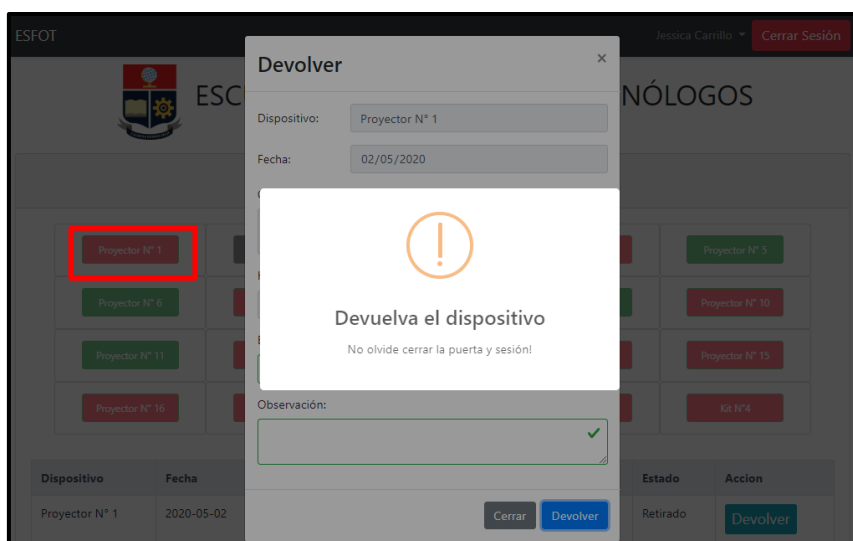 ESFOT
Jessica Carrillo
Cerrar Sesión
ESC
NÓLOGOS
Devolver
×
Dispositivo:
Proyector N° 1
Fecha:
02/05/2020
Devuelva el dispositivo
No olvide cerrar la puerta y sesión!
Observación:
Cerrar
Devolver
Proyector N° 1
Proyector N° 5
Proyector N° 6
Proyector N° 10
Proyector N° 11
Proyector N° 15
Proyector N° 16
Kit N°4
Dispositivo Fecha Estado Accion
Proyector N° 1 2020-05-02 Retirado Devolver